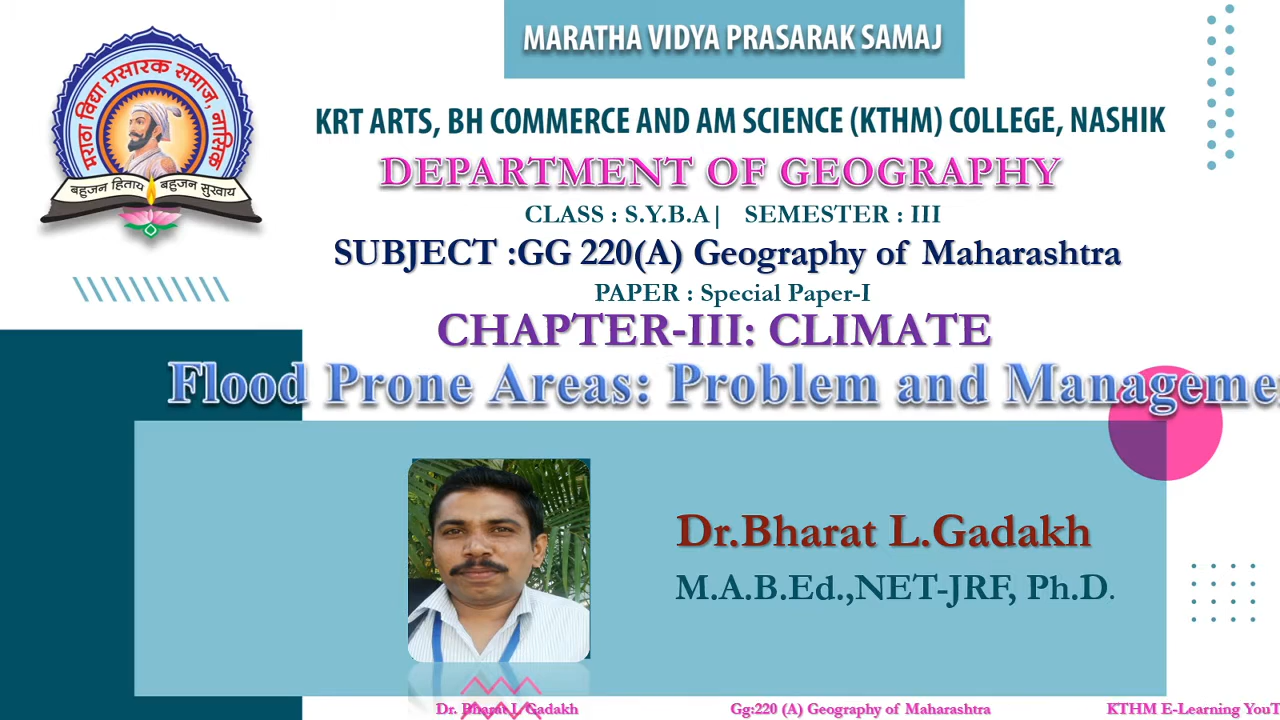 मराठा विद्या प्रसारक समाज, नाशिक
बहुजन हिताय बहुजन सुखाय
MARATHA VIDYA PRASARAK SAMAJ
KRT ARTS, BH COMMERCE AND AM SCIENCE (KTHM) COLLEGE, NASHIK
DEPARTMENT OF GEOGRAPHY
CLASS : S.Y.B.A| SEMESTER : III
SUBJECT :GG 220(A) Geography of Maharashtra
PAPER : Special Paper-I
CHAPTER-III: CLIMATE
Flood Prone Areas: Problem and Manageme
Dr.Bharat L.Gadakh
M.A.B.Ed.,NET-JRF, Ph.D.
Dr. Bharat L Gadakh Gg:220 (A) Geography of Maharashtra KTHM E-Learning YouT